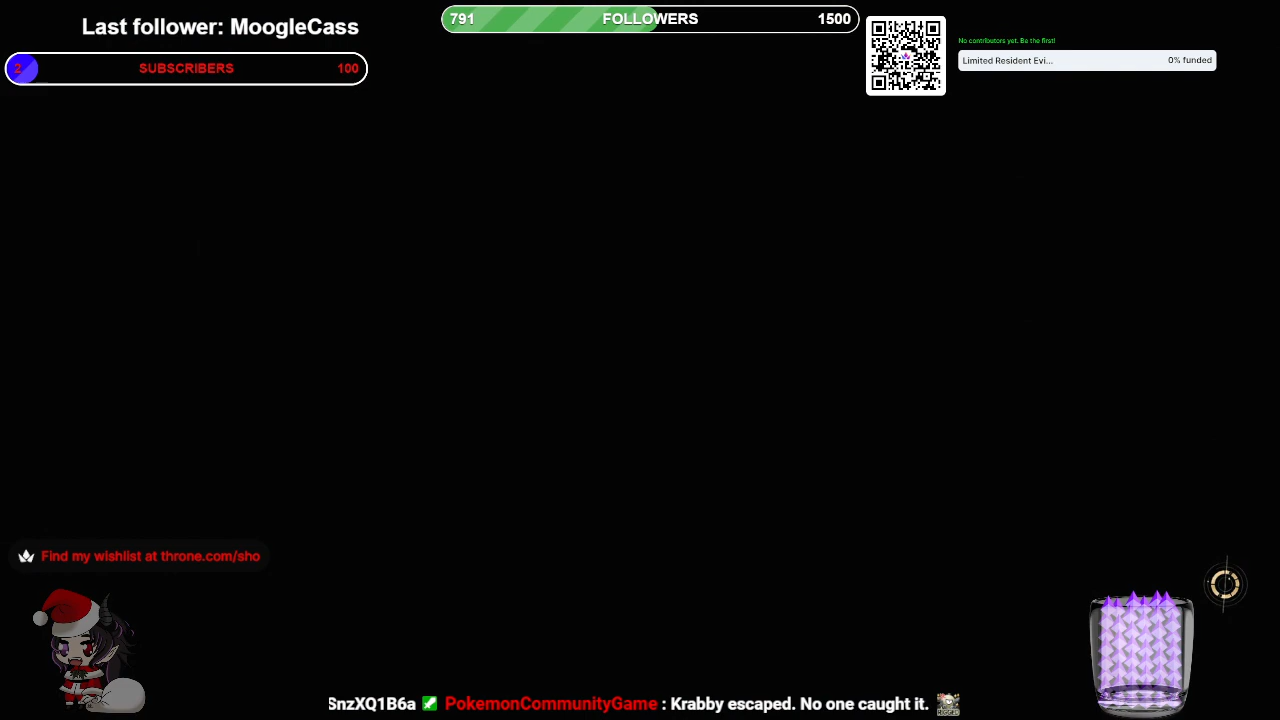 Last follower: MoogleCass
791 FOLLOWERS 1500
No contributors yet. Be the first!
Limited Resident Evi... 0% funded
2 SUBSCRIBERS 100
Find my wishlist at throne.com/sho
SnzXQ1B6a PokemonCommunityGame : Krabby escaped. No one caught it.